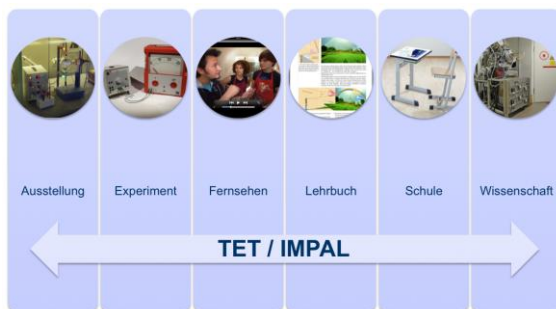 Ausstellung
Experiment
Fernsehen
Lehrbuch
Schule
Wissenschaft
TET / IMPAL